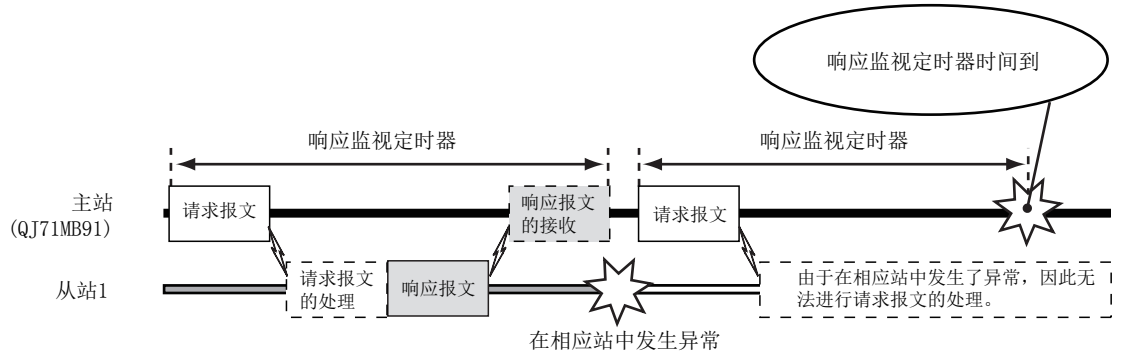 响应监视定时器时间到
响应监视定时器
响应监视定时器
主站
(QJ71MB91)
请求报文
响应报文
的接收
请求报文
从站1
请求报文
的处理
响应报文
由于在相应站中发生了异常，因此无
法进行请求报文的处理。
在相应站中发生异常